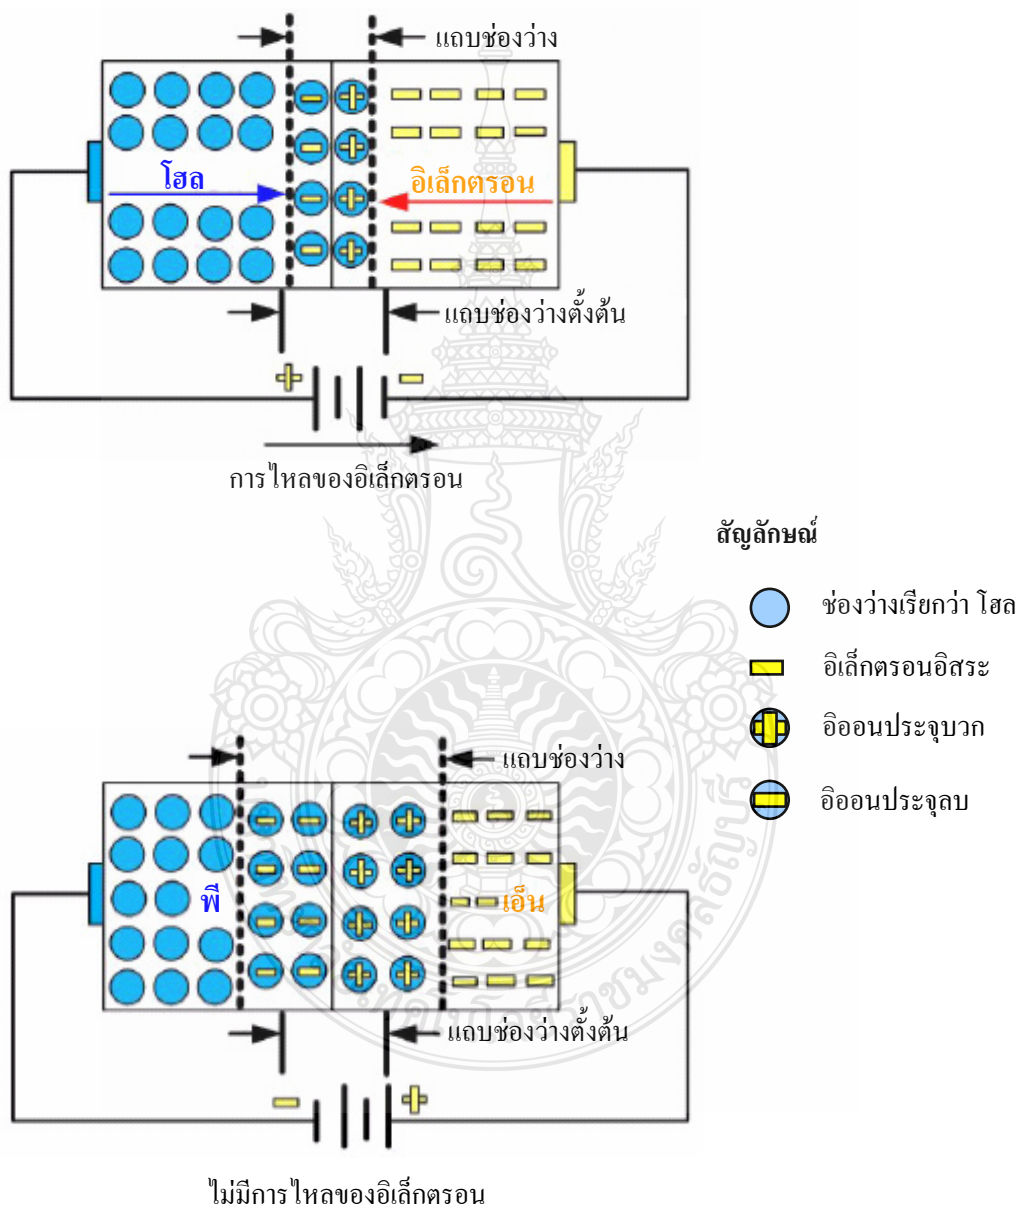 แถบช่องว่าง
โฮล
อิเล็กตรอน
แถบช่องว่างตั้งต้น
การไหลของอิเล็กตรอน
สัญลักษณ์
ช่องว่างเรียกว่า โฮล
อิเล็กตรอนอิสระ
อิออนประจุบวก
อิออนประจุลบ
แถบช่องว่าง
พี
เอ็น
แถบช่องว่างตั้งต้น
ไม่มีการไหลของอิเล็กตรอน